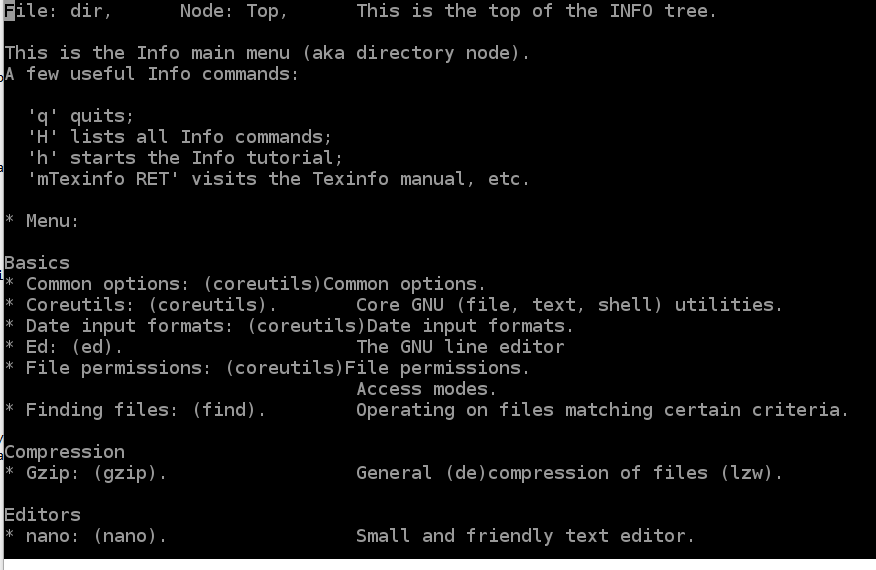 File: dir,      Node: Top,      This is the top of the INFO tree.
This is the Info main menu (aka directory node).
A few useful Info commands:
'q' quits;
'H' lists all Info commands;
'h' starts the Info tutorial;
'mTexinfo RET' visits the Texinfo manual, etc.
* Menu:
Basics
* Common options: (coreutils)Common options.
* Coreutils: (coreutils).       Core GNU (file, text, shell) utilities.
* Date input formats: (coreutils)Date input formats.
* Ed: (ed).                     The GNU line editor
* File permissions: (coreutils)File permissions.
                                Access modes.
* Finding files: (find).        Operating on files matching certain criteria.
Compression
* Gzip: (gzip).                 General (de)compression of files (lzw).
Editors
* nano: (nano).                 Small and friendly text editor.